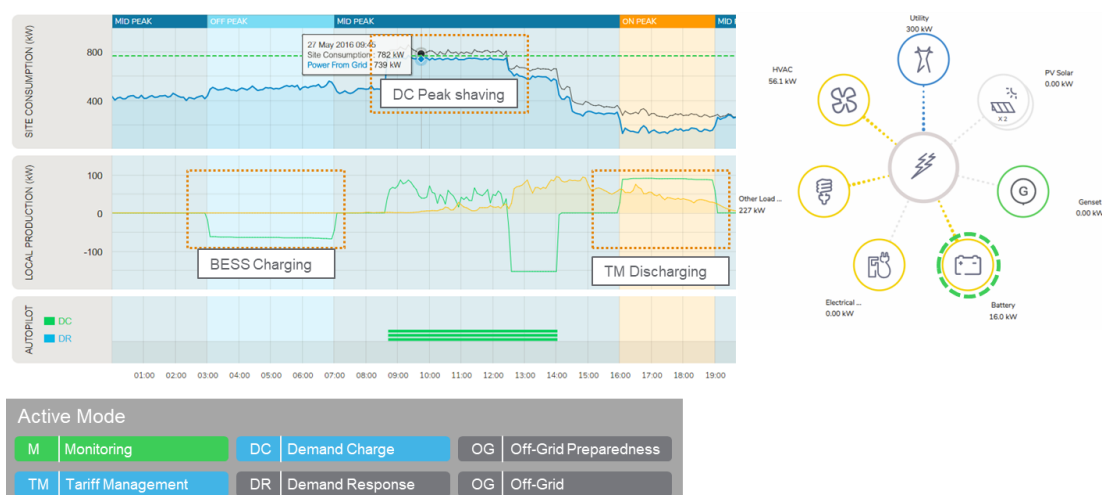 MID PEAK
OFF PEAK
MID PEAK
ON PEAK
MID
SITE CONSUMPTION (kW)
800
400
27 May 2016 09:45
Site Consumption : 782 kW
Power From Grid : 739 kW
DC Peak shaving
LOCAL PRODUCTION (kW)
100
0
-100
BESS Charging
TM Discharging
AUTOPILOT
DC
DR
01:00 02:00 03:00 04:00 05:00 06:00 07:00 08:00 09:00 10:00 11:00 12:00 13:00 14:00 15:00 16:00 17:00 18:00 19:00
Utility
300 kW
HVAC
56.1 kW
PV Solar
0.00 kW
X 2
Other Load ...
227 kW
G
Genset
0.00 kW
Electrical ...
0.00 kW
Battery
16.0 kW
Active Mode
M Monitoring
DC Demand Charge
OG Off-Grid Preparedness
TM Tariff Management
DR Demand Response
OG Off-Grid